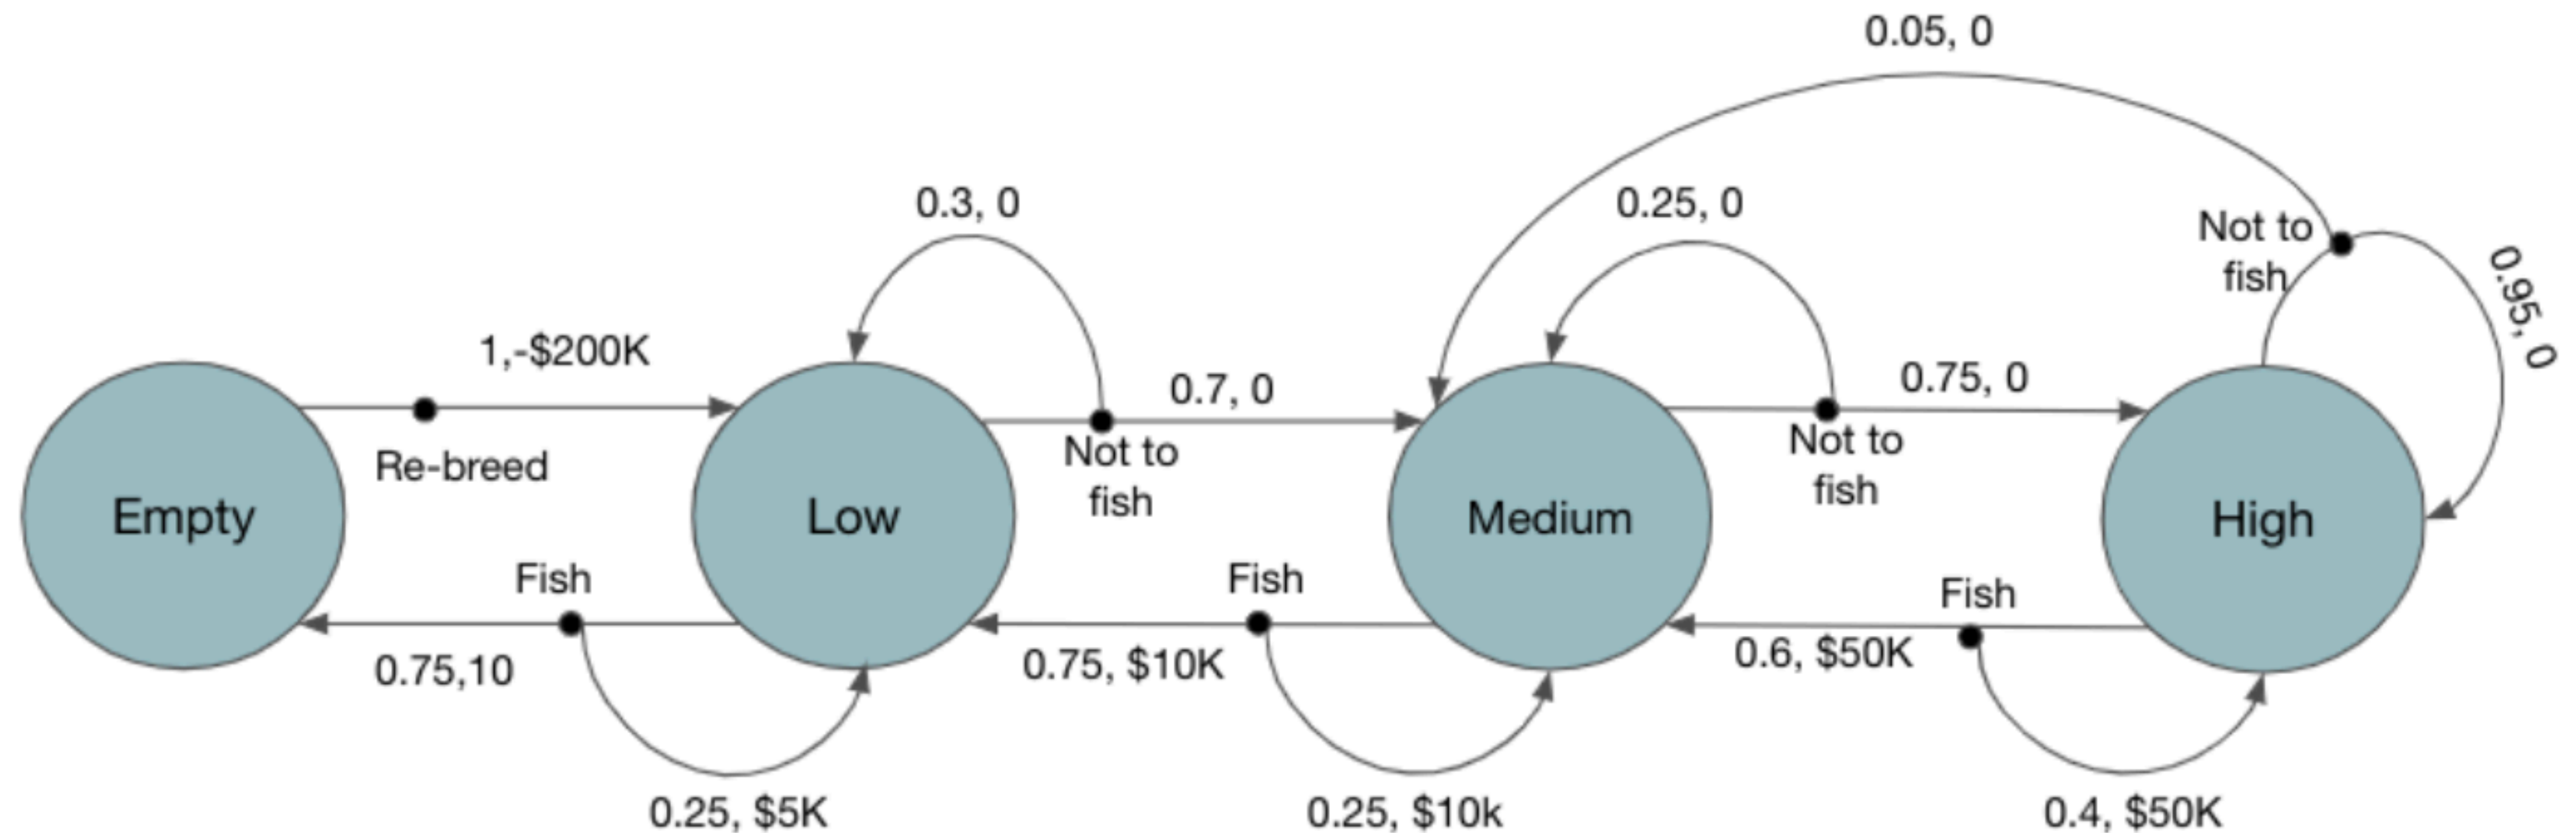 0.05, 0
0.3, 0
0.25, 0
Not to
fish
0.95, 0
1,-$200K
0.7, 0
0.75, 0
Re-breed
Not to
fish
Not to
fish
Empty
Low
Medium
High
Fish
Fish
Fish
0.75,10
0.75, $10K
0.6, $50K
0.25, $5K
0.25, $10k
0.4, $50K